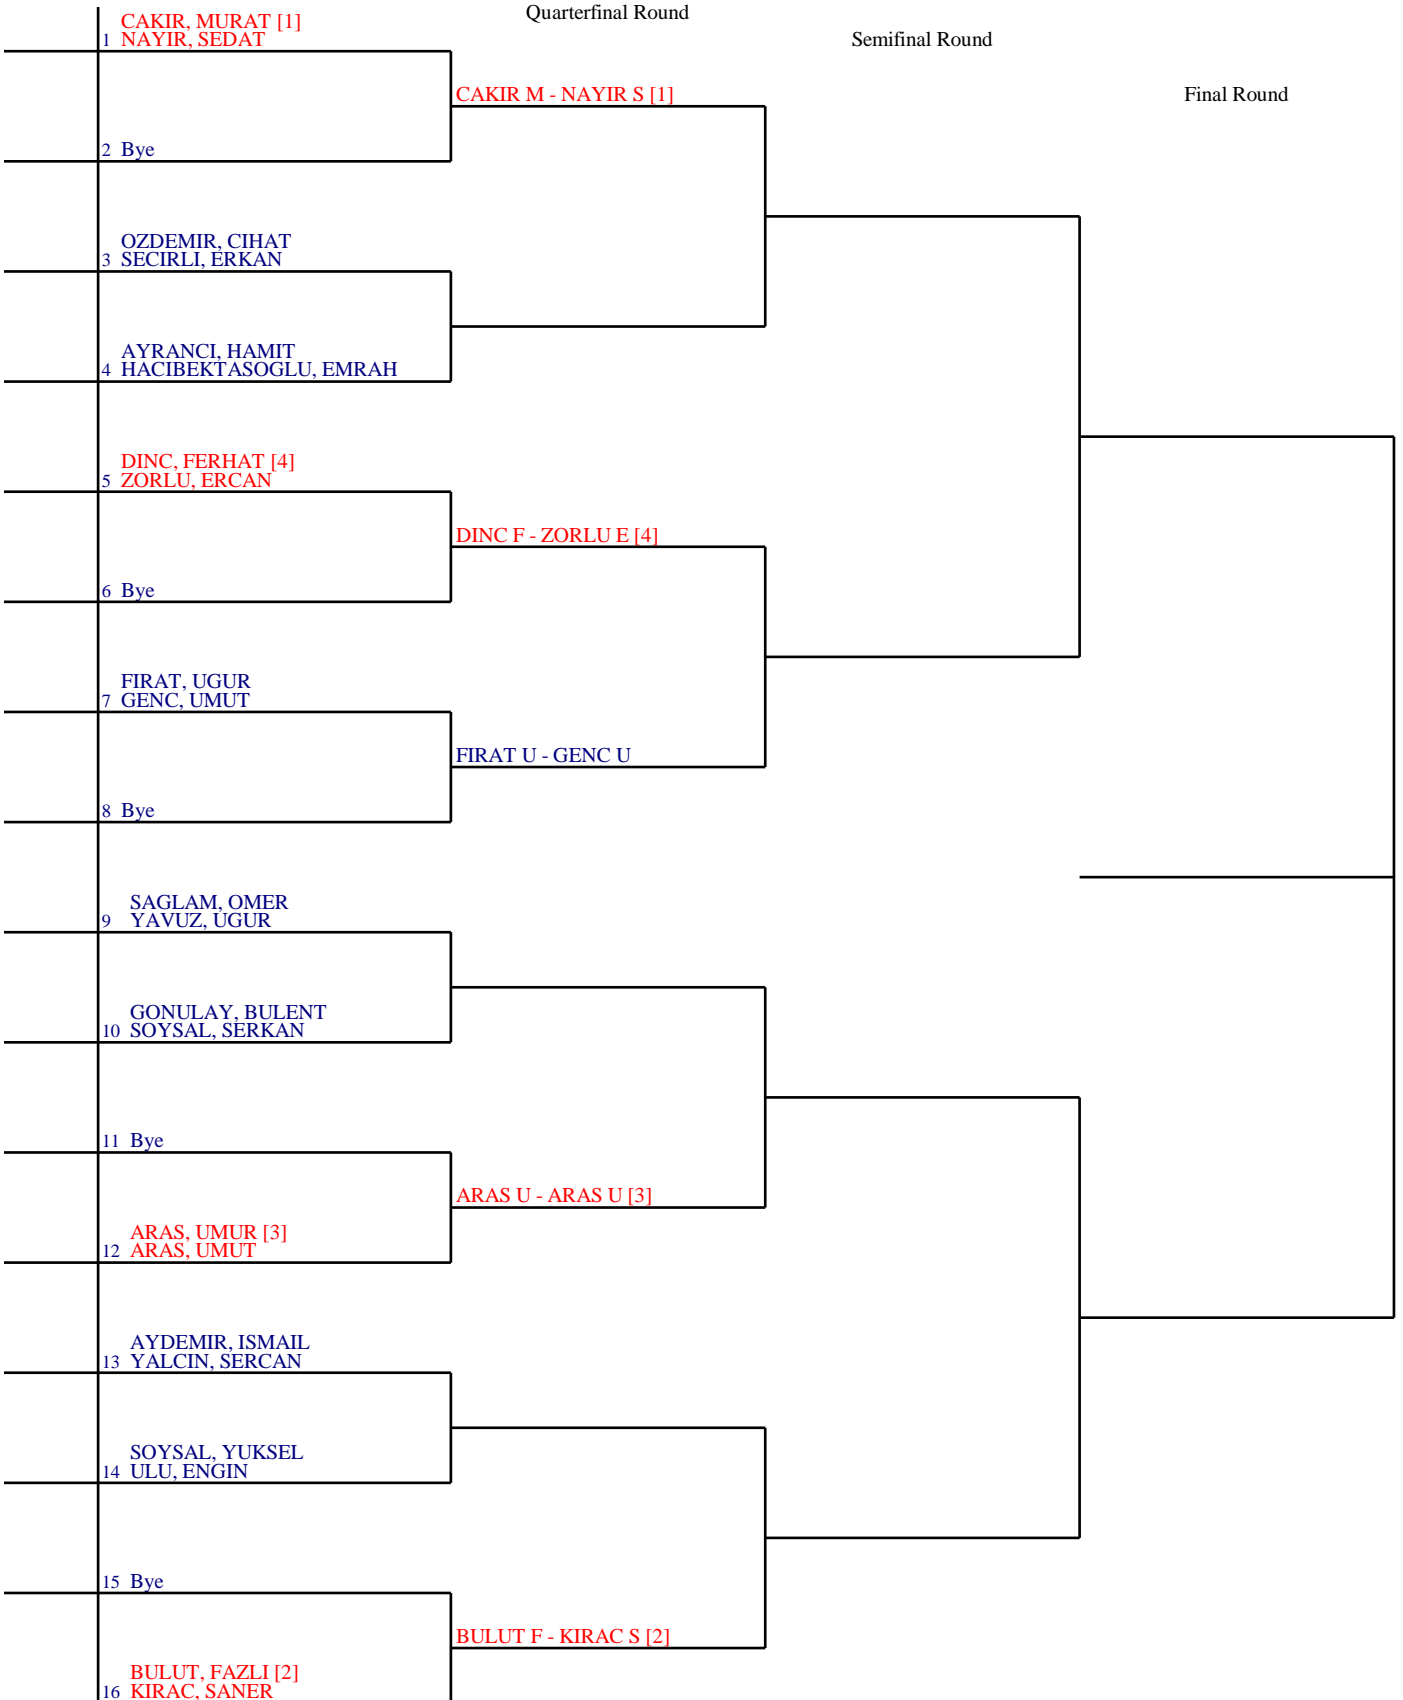 Quarterfinal Round
Semifinal Round
Final Round
CAKIR, MURAT [1]
1 NAYIR, SEDAT
CAKIR M - NAYIR S [1]
2 Bye
OZDEMIR, CIHAT
3 SECIRLI, ERKAN
AYRANCI, HAMIT
4 HACIBEKTASOGLU, EMRAH
DINC, FERHAT [4]
5 ZORLU, ERCAN
DINC F - ZORLU E [4]
6 Bye
FIRAT, UGUR
7 GENC, UMUT
FIRAT U - GENC U
8 Bye
SAGLAM, OMER
9 YAVUZ, UGUR
GONULAY, BULENT
10 SOYSAL, SERKAN
11 Bye
ARAS U - ARAS U [3]
ARAS, UMUR [3]
12 ARAS, UMUT
AYDEMIR, ISMAIL
13 YALCIN, SERCAN
SOYSAL, YUKSEL
14 ULU, ENGIN
15 Bye
BULUT F - KIRAC S [2]
BULUT, FAZLI [2]
16 KIRAC, SANER